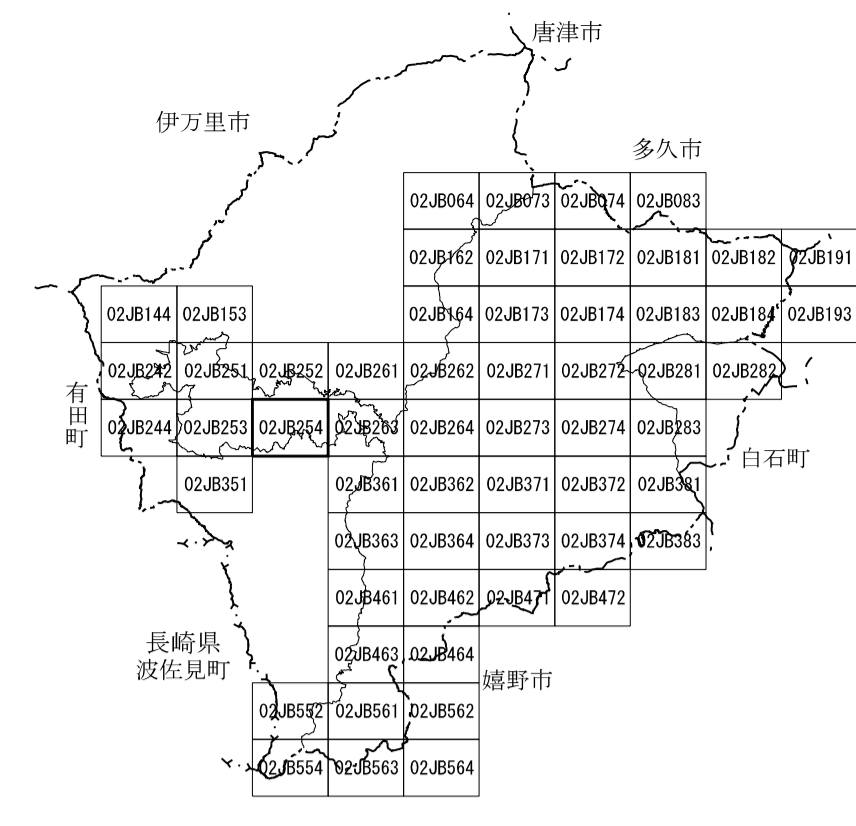 唐津市
伊万里市
多久市
02JB064 02JB073 02JB074 02JB083
02JB162 02JB171 02JB172 02JB181 02JB182 02JB191
02JB144 02JB153 02JB164 02JB173 02JB174 02JB183 02JB184 02JB193
02JB242 02JB251 02JB252 02JB261 02JB262 02JB271 02JB272 02JB281 02JB282
有田町
02JB244 02JB253 02JB254 02JB263 02JB264 02JB273 02JB274 02JB283
白石町
02JB351 02JB361 02JB362 02JB371 02JB372 02JB381
02JB363 02JB364 02JB373 02JB374 02JB383
02JB461 02JB462 02JB471 02JB472
長崎県
波佐見町
02JB463 02JB464
嬉野市
02JB552 02JB561 02JB562
02JB554 02JB563 02JB564